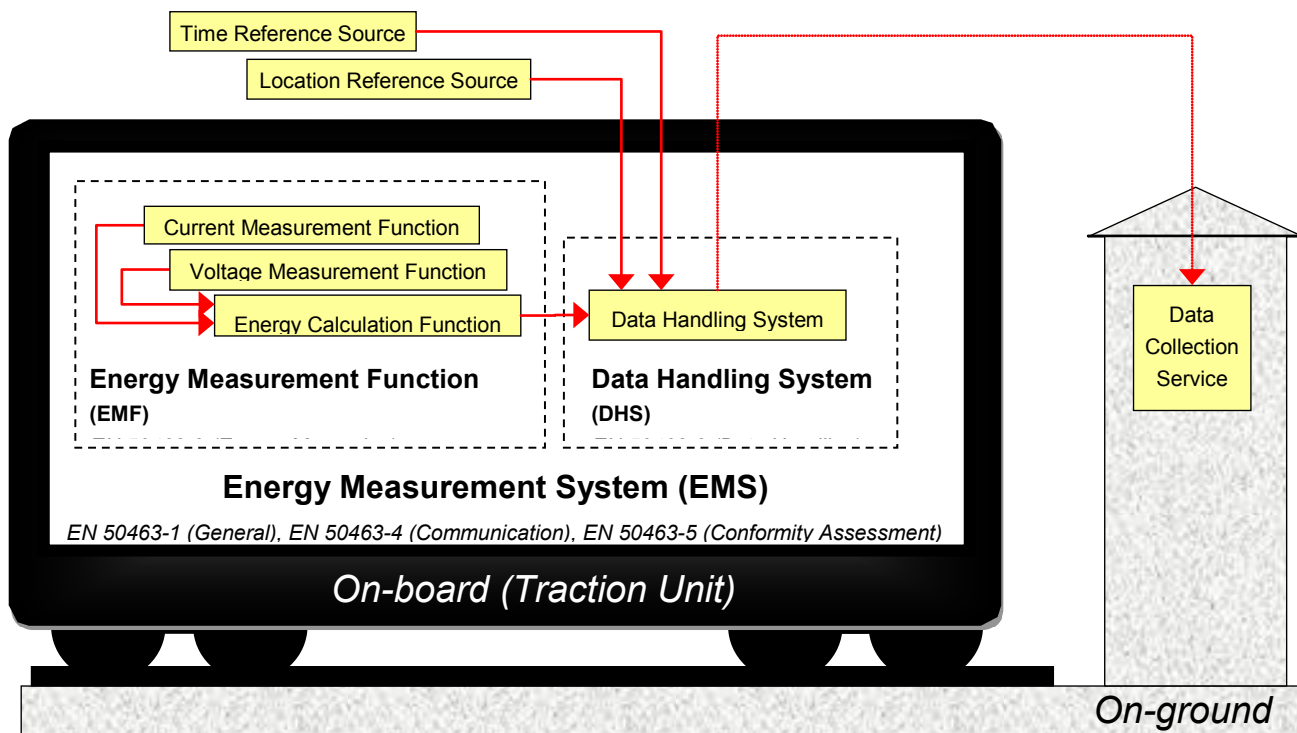 Time Reference Source
Location Reference Source
Current Measurement Function
Voltage Measurement Function
Energy Calculation Function
Data Handling System
Energy Measurement Function
(EMF)
Data Handling System
(DHS)
Energy Measurement System (EMS)
EN 50463-1 (General), EN 50463-4 (Communication), EN 50463-5 (Conformity Assessment)
On-board (Traction Unit)
Data
Collection
Service
On-ground